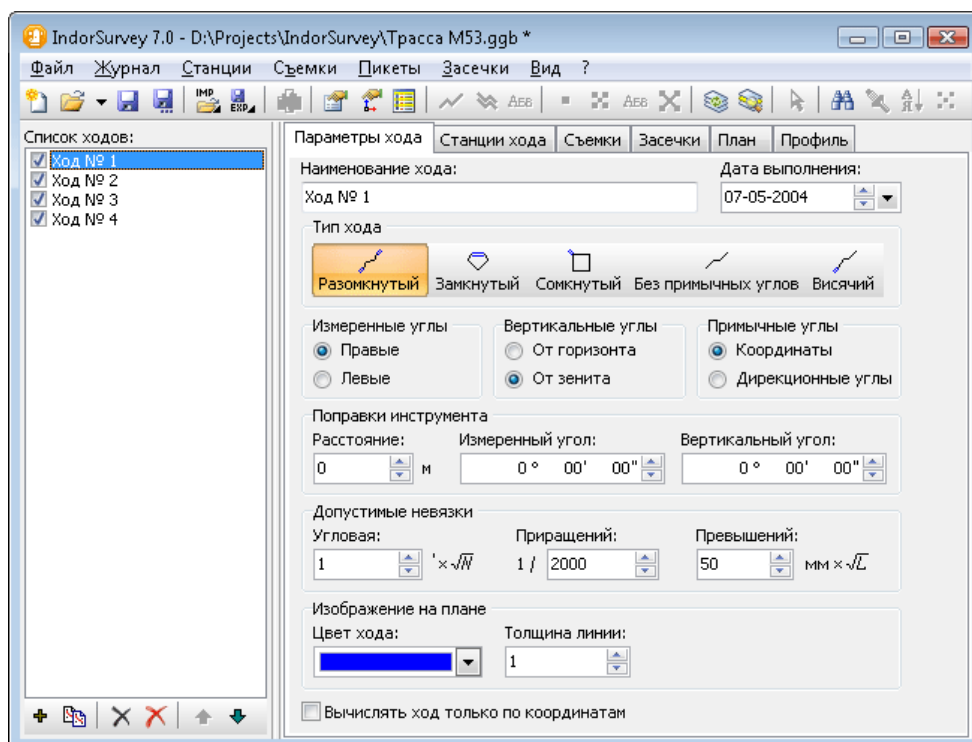 IndorSurvey 7.0 - D:\Projects\IndorSurvey\Трасса М53.ggb *
Файл Журнал Станции Съемки Пикеты Засечки Вид ?
IMP EXP АБВ АБВ А Я
Список ходов:
Ход № 1
Ход № 2
Ход № 3
Ход № 4
Параметры хода Станции хода Съемки Засечки План Профиль
Наименование хода: Дата выполнения:
Ход № 1 07-05-2004
Тип хода
Разомкнутый Замкнутый Сомкнутый Без примычных углов Висячий
Измеренные углы Вертикальные углы Примычные углы
Правые От горизонта Координаты
Левые От зенита Дирекционные углы
Поправки инструмента
Расстояние: Измеренный угол: Вертикальный угол:
0 м 0 ° 00' 00" 0 ° 00' 00"
Допустимые невязки
Угловая: Приращений: Превышений:
1 ' × √N 1 / 2000 50 мм × √L
Изображение на плане
Цвет хода: Толщина линии:
1
Вычислять ход только по координатам